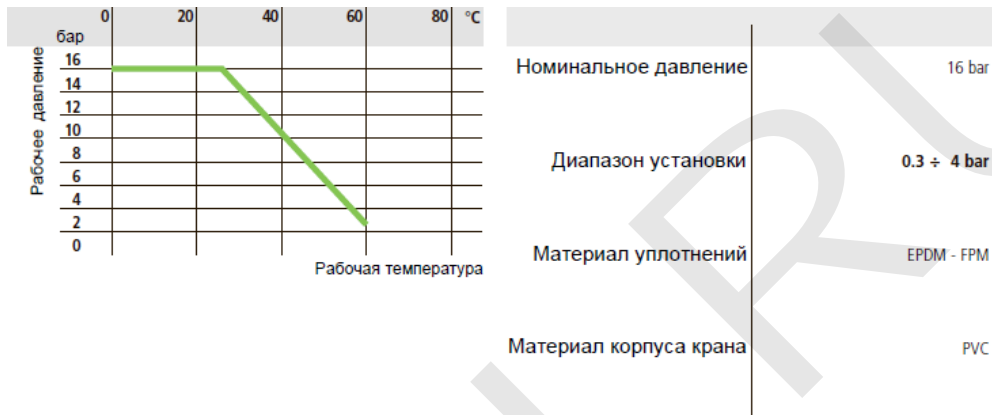 0 20 40 60 80 °C
бар
16
14
12
10
8
6
4
2
0
Рабочее давление
Рабочая температура
Номинальное давление 16 bar
Диапазон установки 0.3 ÷ 4 bar
Материал уплотнений EPDM - FPM
Материал корпуса крана PVC